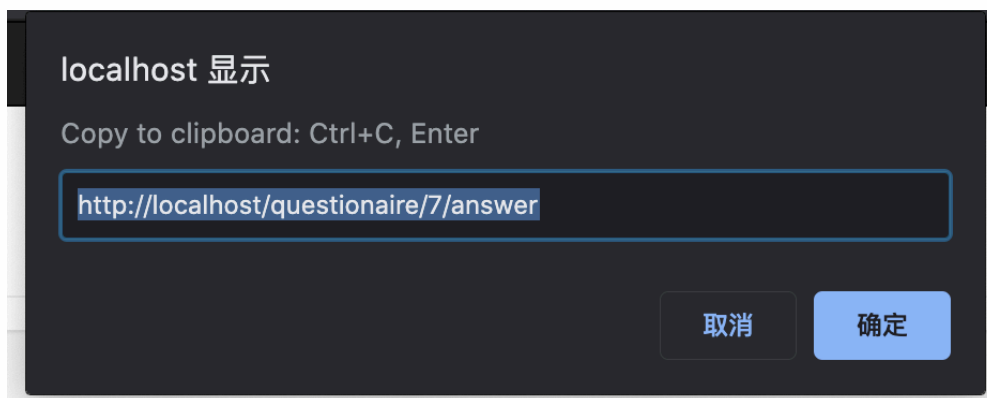 localhost 显示
Copy to clipboard: Ctrl+C, Enter
http://localhost/questionaire/7/answer
取消
确定